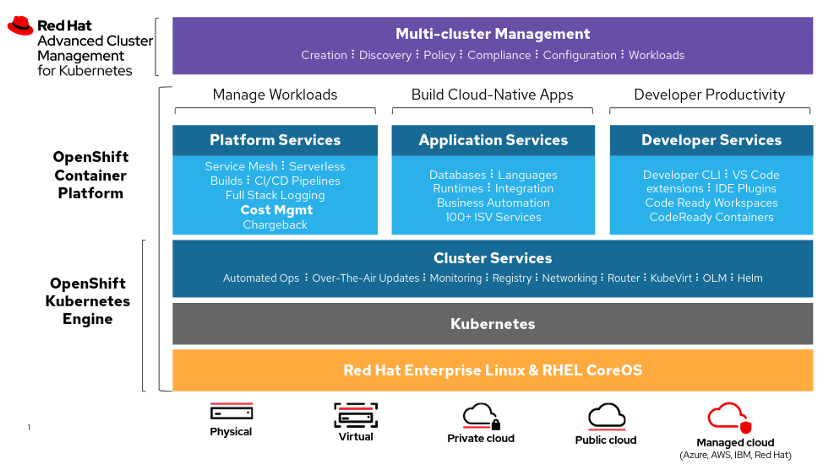 Red Hat
Advanced Cluster
Management
for Kubernetes
Multi-cluster Management
Creation ⋮ Discovery ⋮ Policy ⋮ Compliance ⋮ Configuration ⋮ Workloads
Manage Workloads
Build Cloud-Native Apps
Developer Productivity
OpenShift
Container
Platform
Platform Services
Service Mesh ⋮ Serverless
Builds ⋮ CI/CD Pipelines
Full Stack Logging
Cost Mgmt
Chargeback
Application Services
Databases ⋮ Languages
Runtimes ⋮ Integration
Business Automation
100+ ISV Services
Developer Services
Developer CLI ⋮ VS Code
extensions ⋮ IDE Plugins
Code Ready Workspaces
CodeReady Containers
OpenShift
Kubernetes
Engine
Cluster Services
Automated Ops ⋮ Over-The-Air Updates ⋮ Monitoring ⋮ Registry ⋮ Networking ⋮ Router ⋮ KubeVirt ⋮ OLM ⋮ Helm
Kubernetes
Red Hat Enterprise Linux & RHEL CoreOS
Physical
Virtual
Private cloud
Public cloud
Managed cloud
(Azure, AWS, IBM, Red Hat)
1